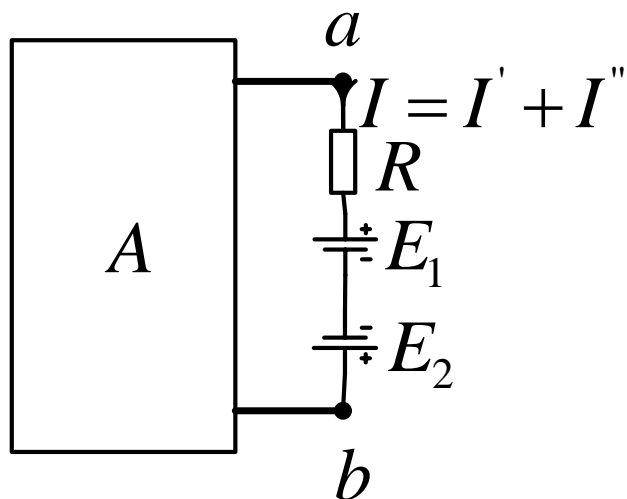 a
I = I' + I''
R
A
+
E₁
-
-
E₂
+
b